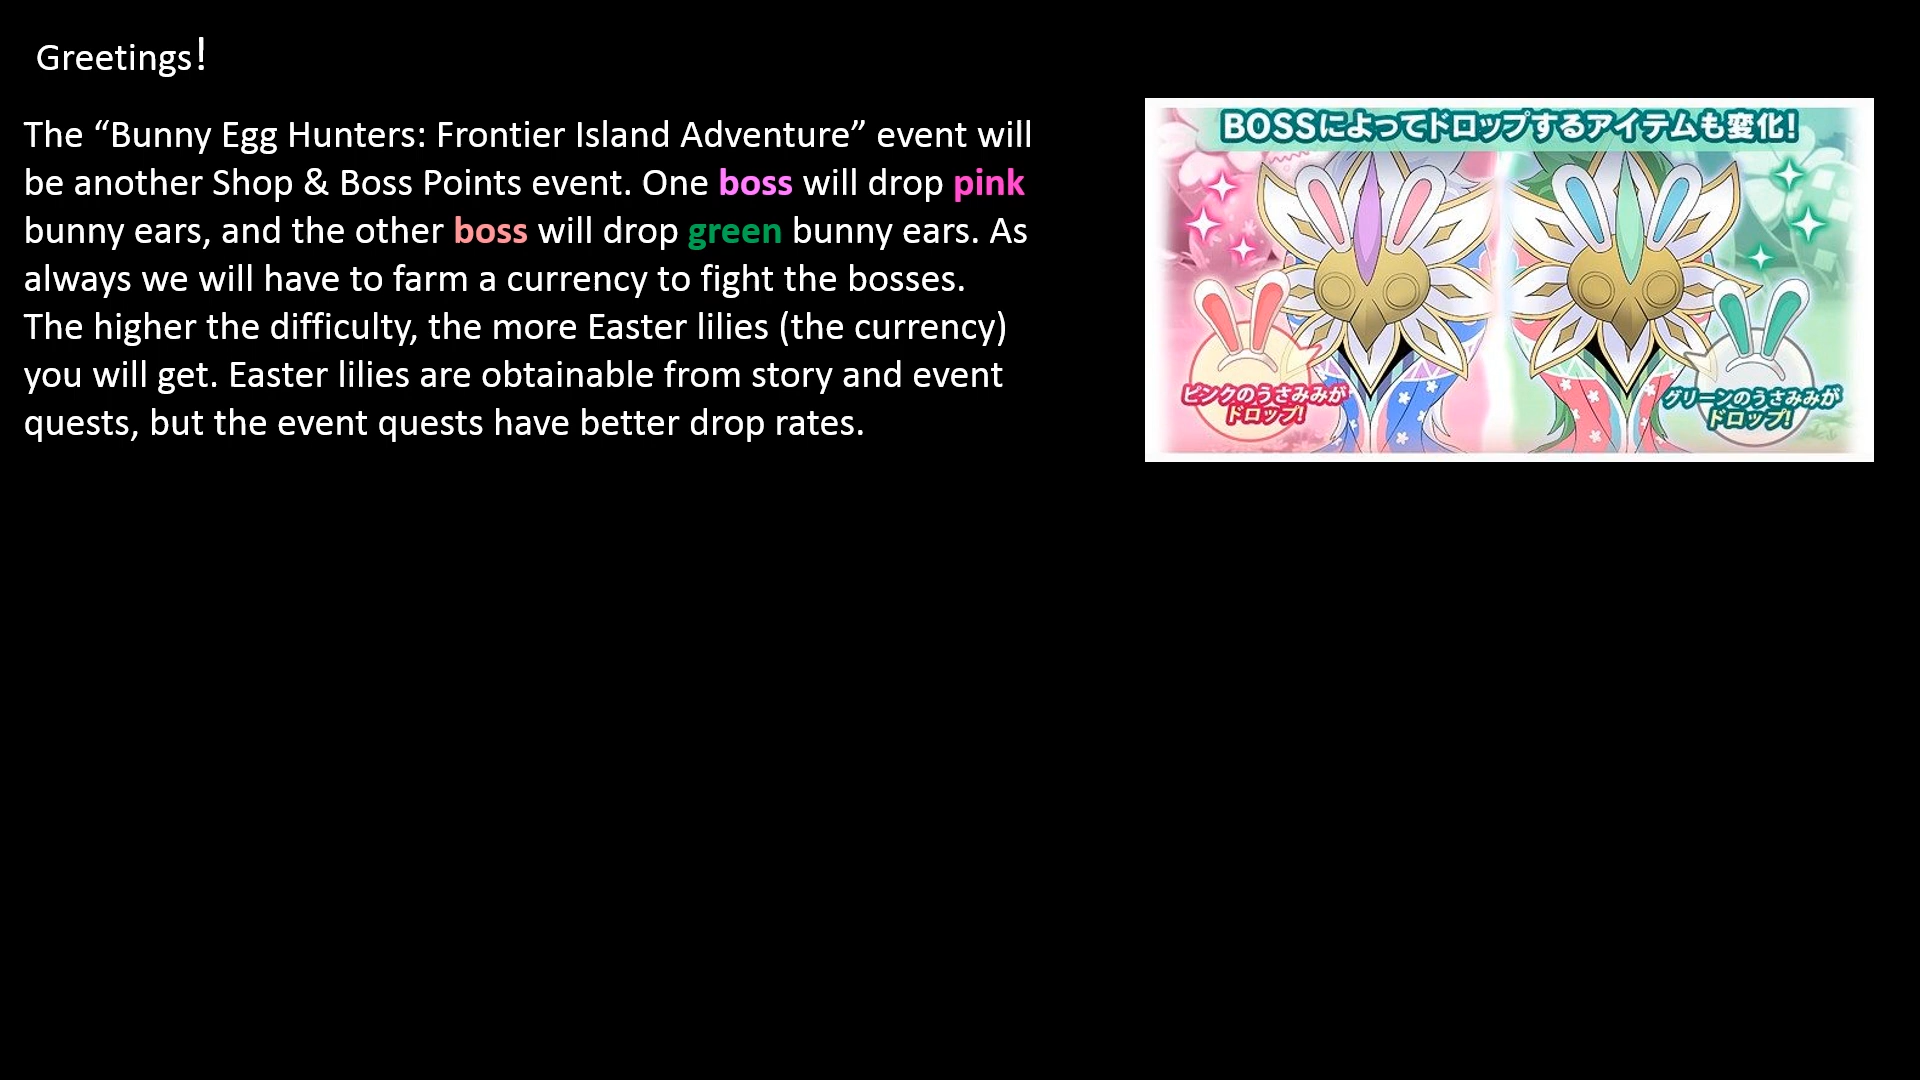 Greetings!
The “Bunny Egg Hunters: Frontier Island Adventure” event will
be another Shop & Boss Points event. One boss will drop pink
bunny ears, and the other boss will drop green bunny ears. As
always we will have to farm a currency to fight the bosses.
The higher the difficulty, the more Easter lilies (the currency)
you will get. Easter lilies are obtainable from story and event
quests, but the event quests have better drop rates.
BOSSによってドロップするアイテムも変化!
ピンクのうさみみが
ドロップ!
グリーンのうさみみが
ドロップ!